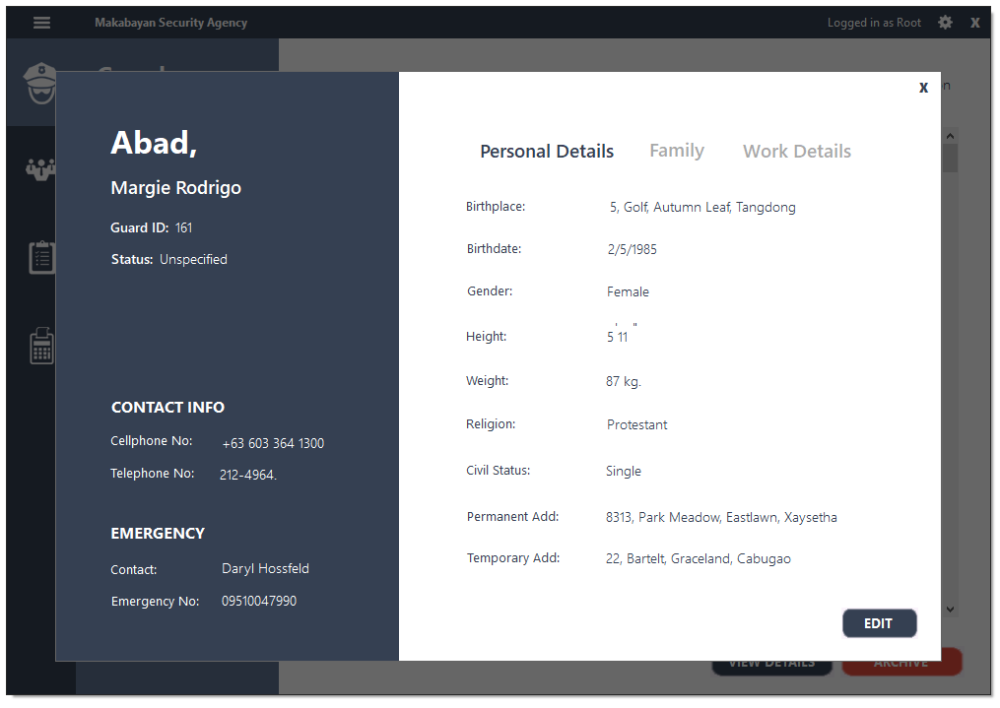 Makabayan Security Agency
Logged in as Root
X
X
Abad,
Margie Rodrigo
Guard ID: 161
Status: Unspecified
CONTACT INFO
Cellphone No: +63 603 364 1300
Telephone No: 212-4964.
EMERGENCY
Contact: Daryl Hossfeld
Emergency No: 09510047990
Personal Details Family Work Details
Birthplace: 5, Golf, Autumn Leaf, Tangdong
Birthdate: 2/5/1985
Gender: Female
Height: 5'11"
Weight: 87 kg.
Religion: Protestant
Civil Status: Single
Permanent Add: 8313, Park Meadow, Eastlawn, Xaysetha
Temporary Add: 22, Bartelt, Graceland, Cabugao
EDIT
VIEW DETAILS ARCHIVE